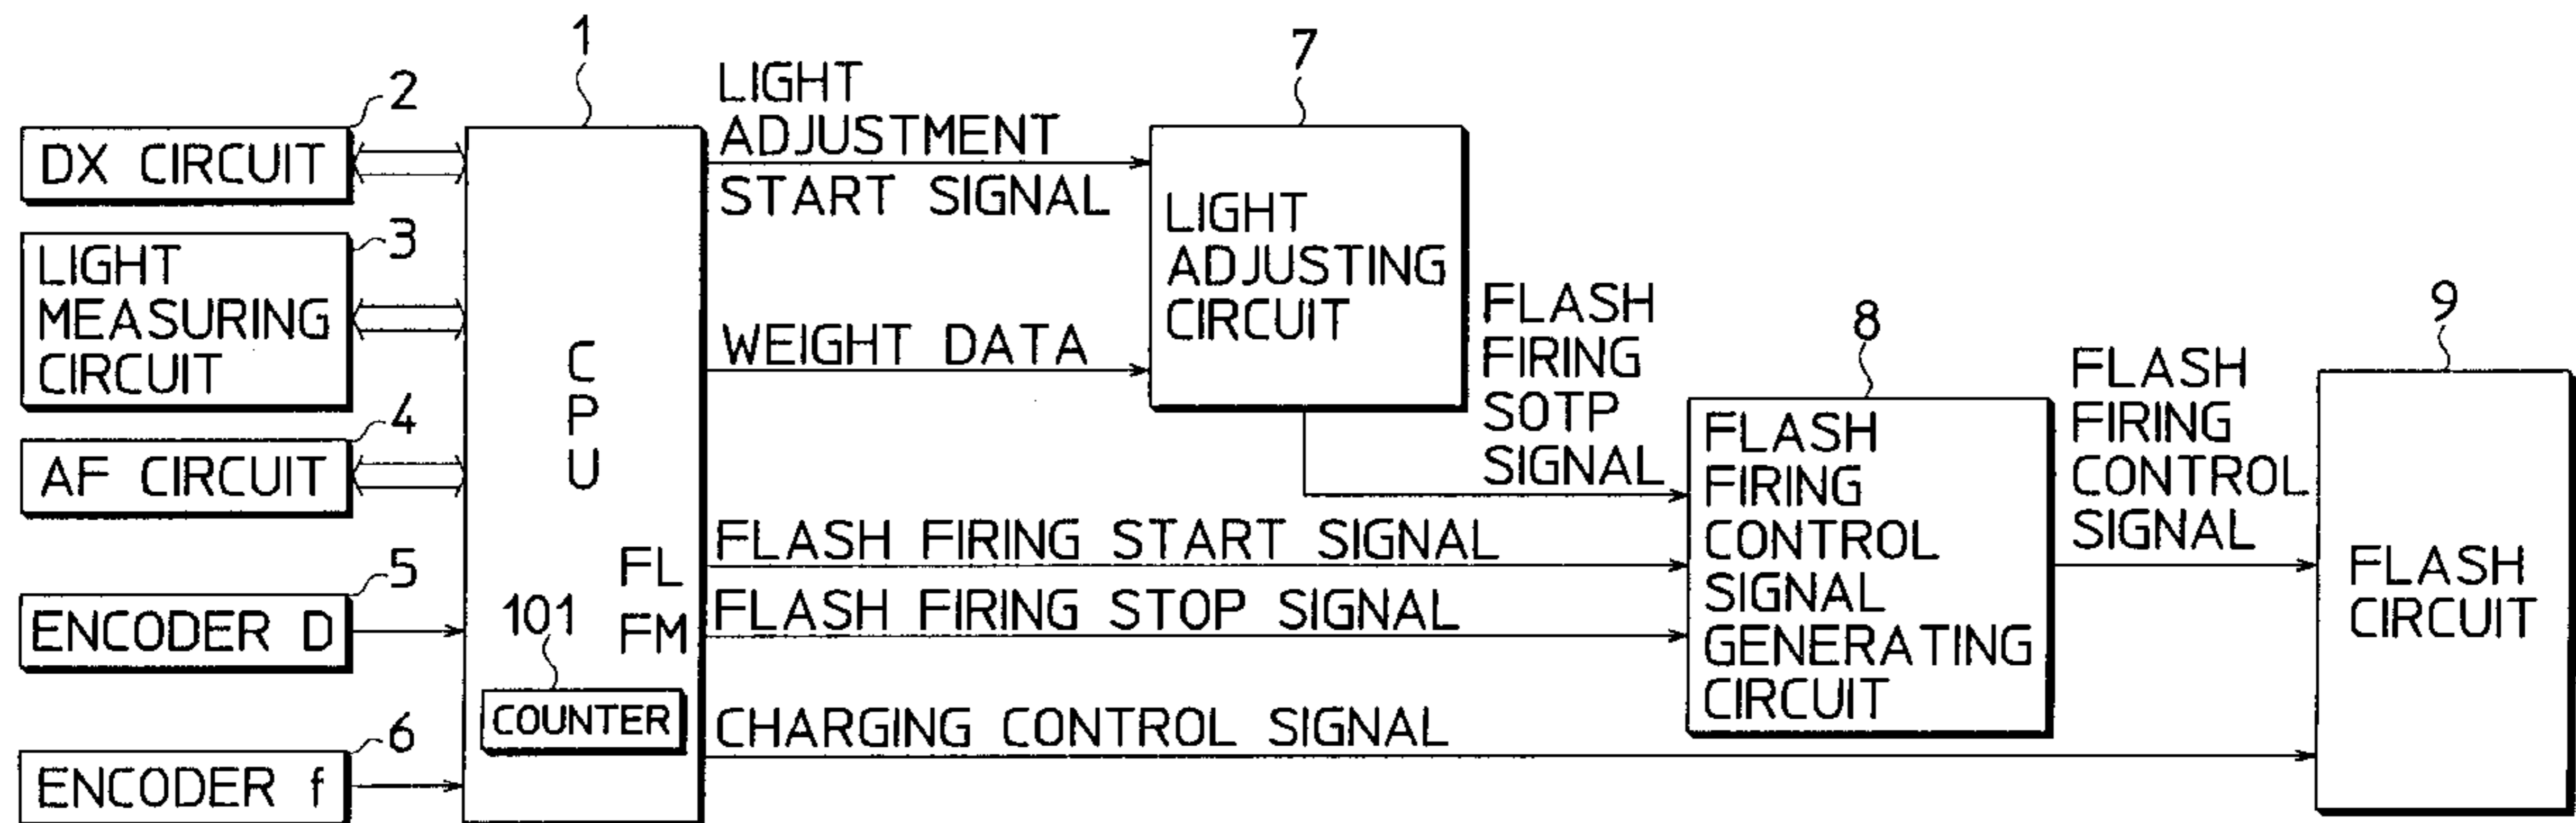 1
2
DX CIRCUIT
3
LIGHT
MEASURING
CIRCUIT
4
AF CIRCUIT
5
ENCODER D
6
ENCODER f
C
P
U
FL
FM
101
COUNTER
LIGHT
ADJUSTMENT
START SIGNAL
WEIGHT DATA
FLASH FIRING START SIGNAL
FLASH FIRING STOP SIGNAL
CHARGING CONTROL SIGNAL
7
LIGHT
ADJUSTING
CIRCUIT
FLASH
FIRING
SOTP
SIGNAL
8
FLASH
FIRING
CONTROL
SIGNAL
GENERATING
CIRCUIT
FLASH
FIRING
CONTROL
SIGNAL
9
FLASH
CIRCUIT